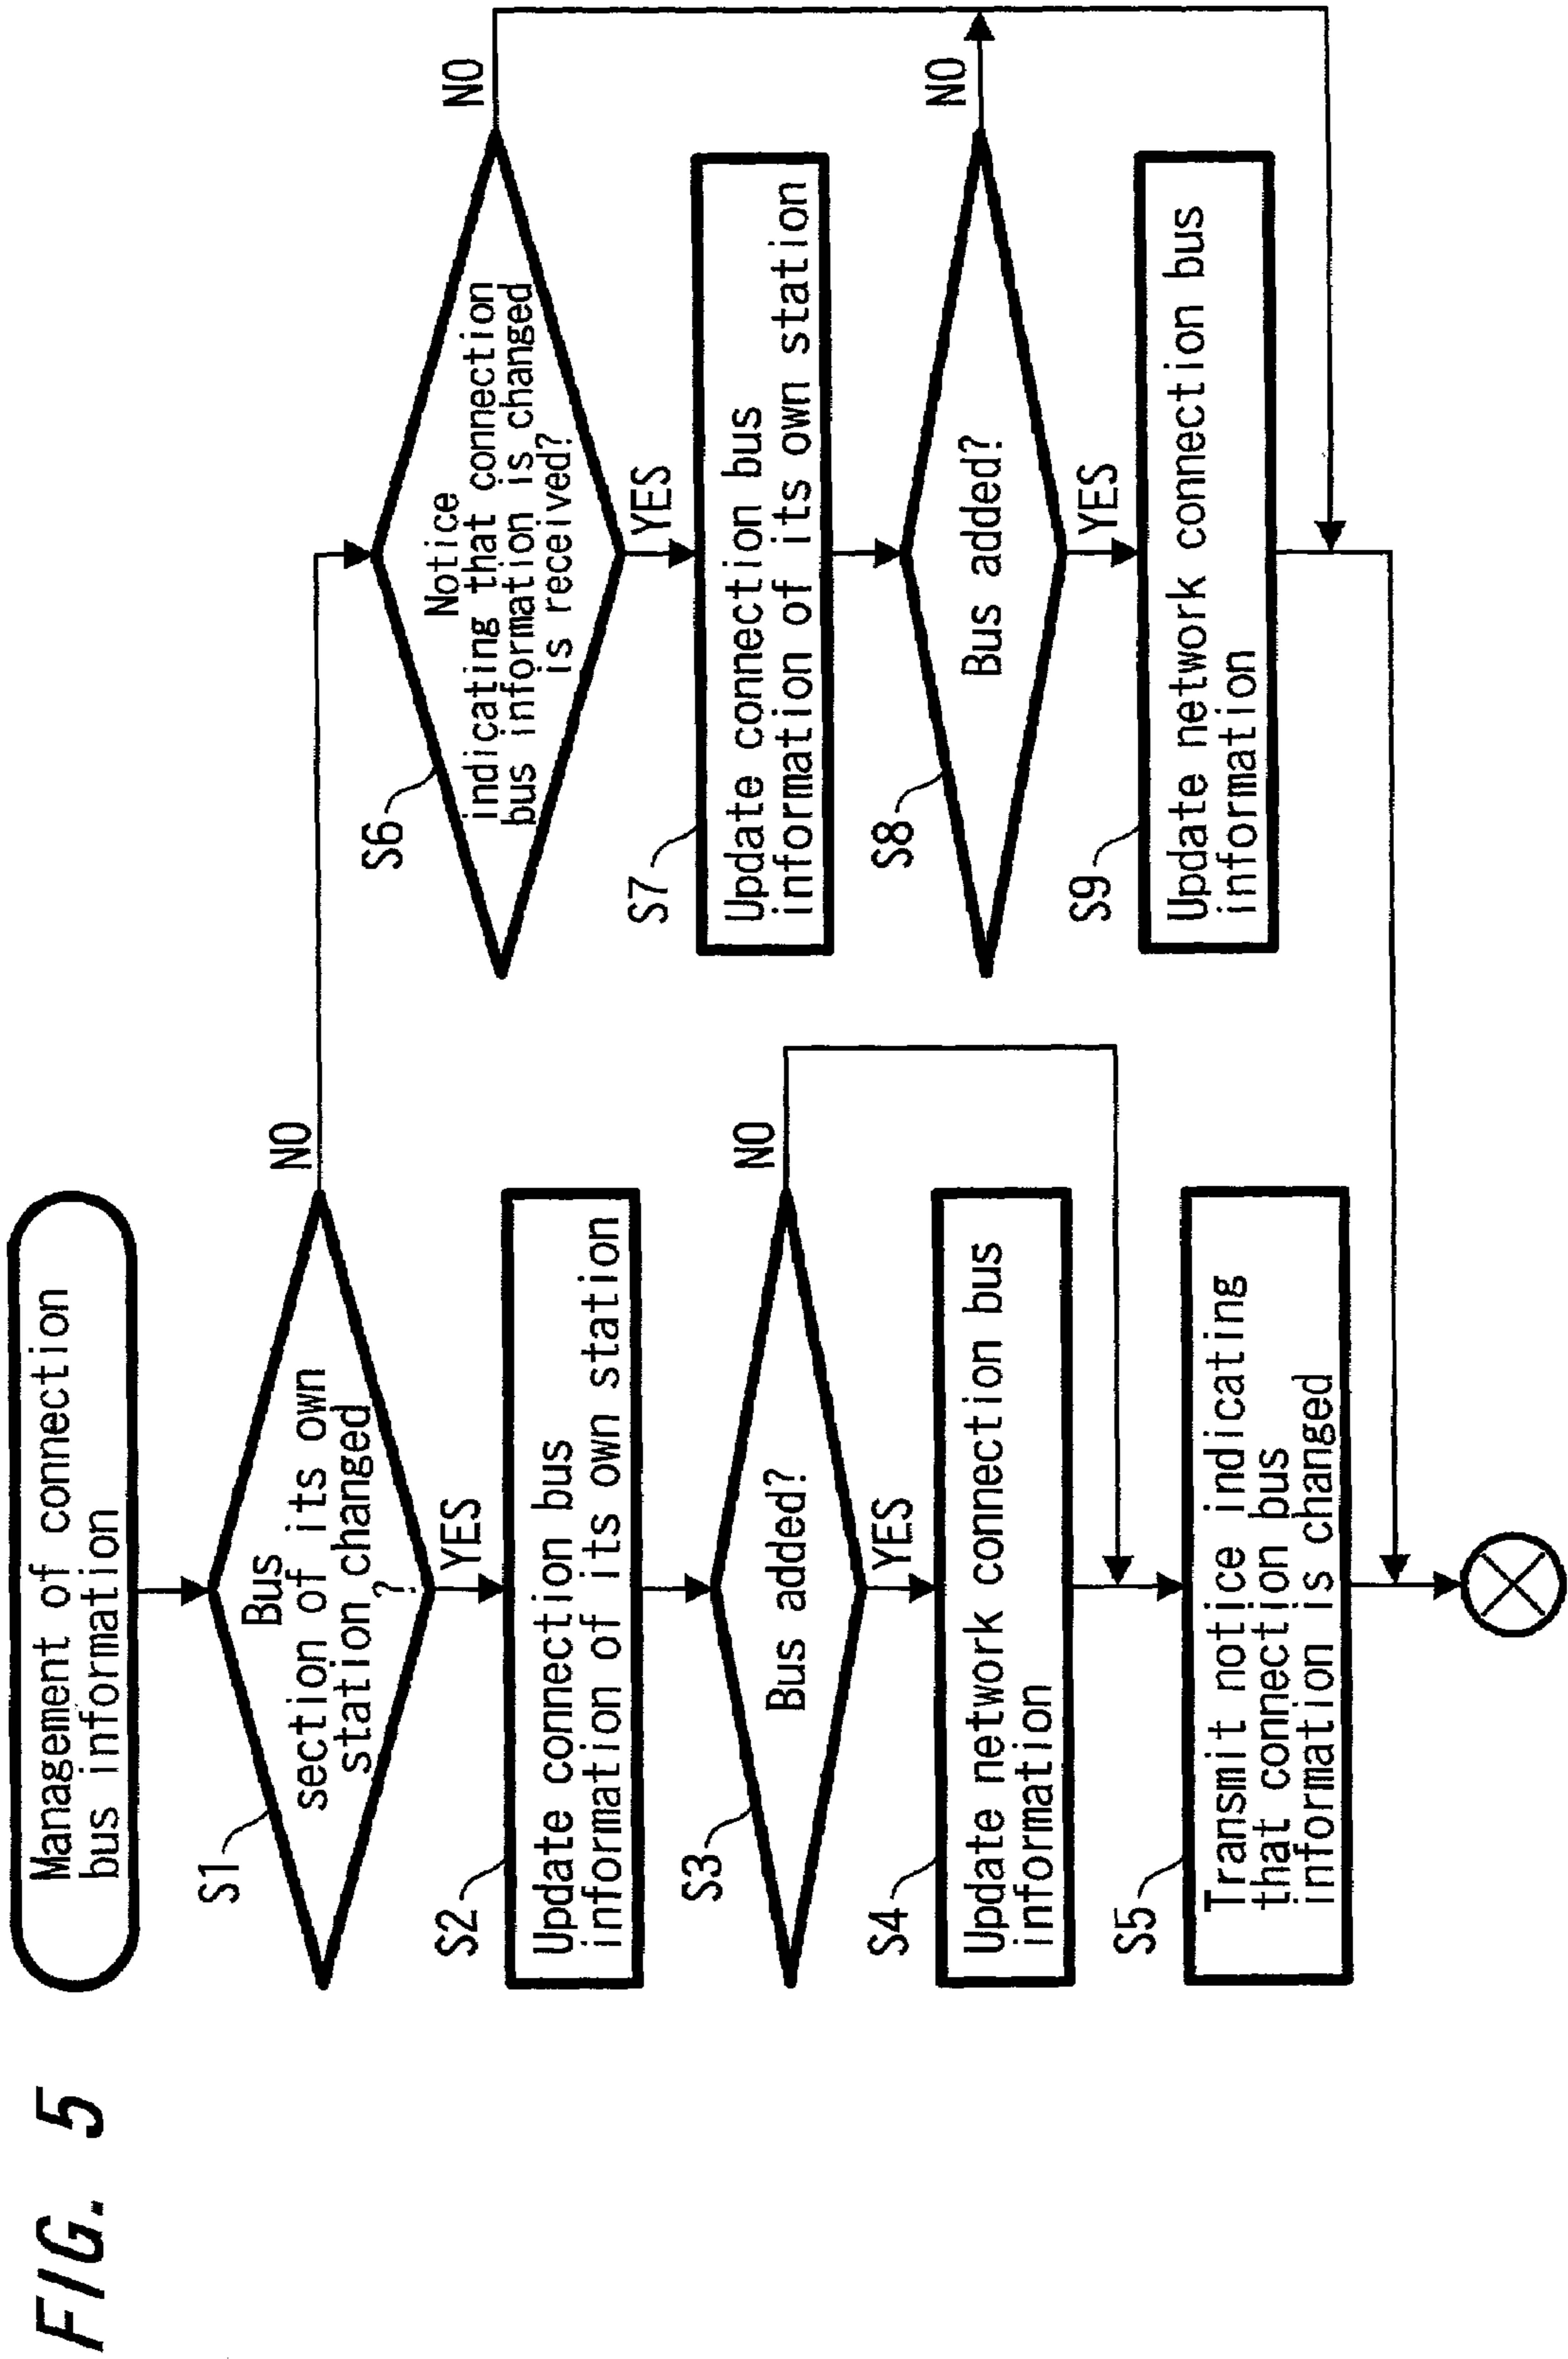 FIG. 5
Management of connection
bus information
S1
Bus
section of its own
station changed
?
NO
YES
S2
Update connection bus
information of its own station
S3
Bus added?
NO
YES
S4
Update network connection bus
information
S5
Transmit notice indicating
that connection bus
information is changed
S6
Notice
indicating that connection
bus information is changed
is received?
NO
YES
S7
Update connection bus
information of its own station
S8
Bus added?
NO
YES
S9
Update network connection bus
information